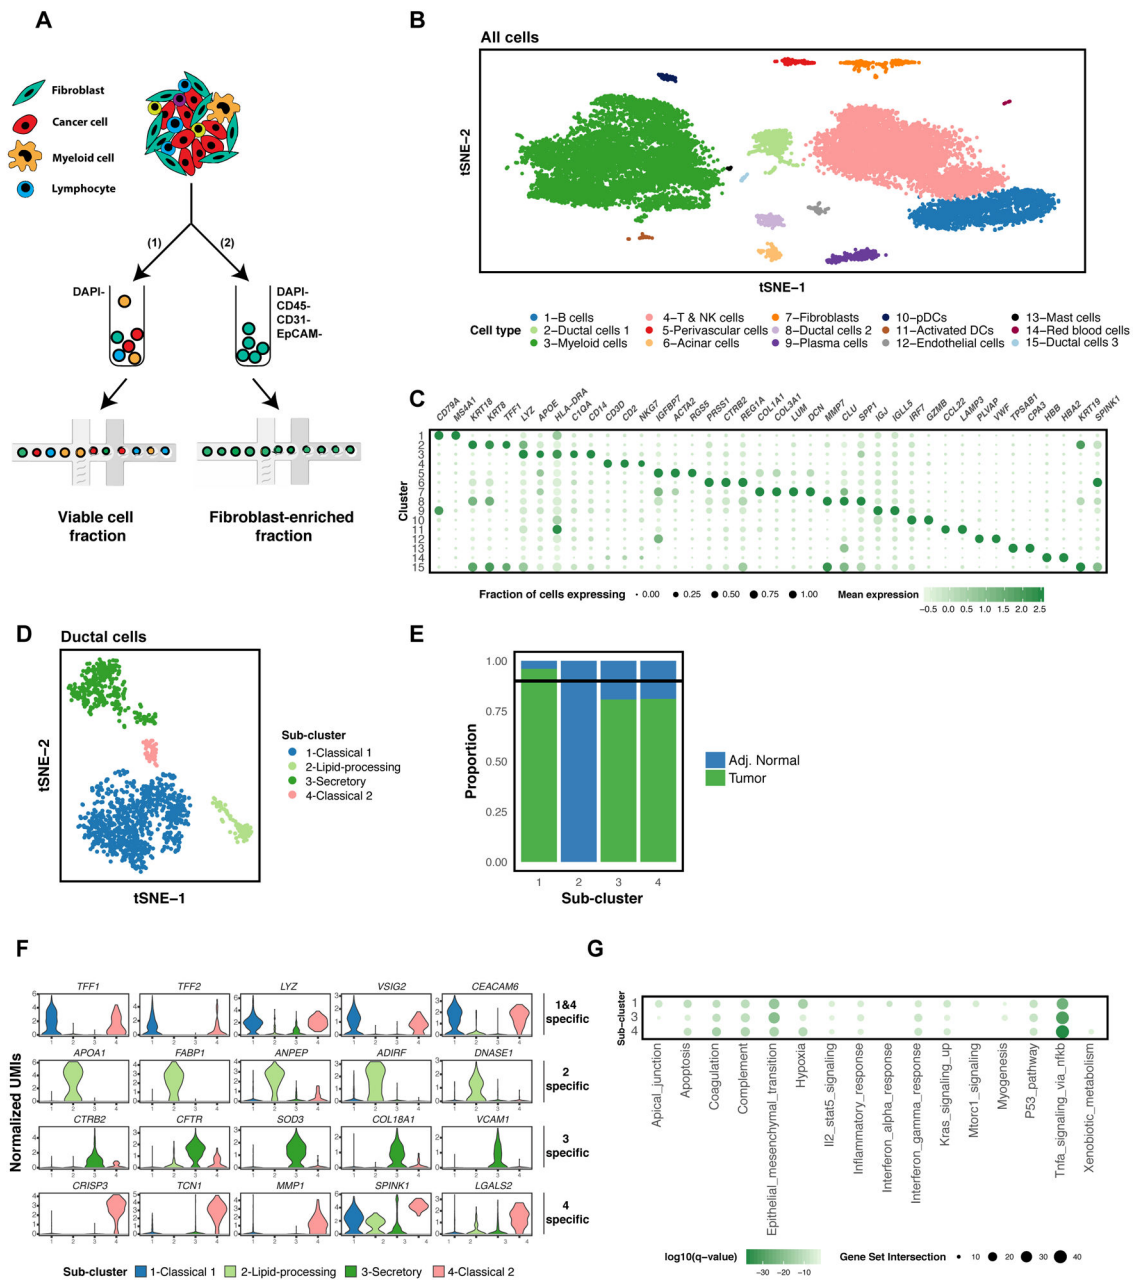 A
Fibroblast
Cancer cell
Myeloid cell
Lymphocyte
(1)
(2)
DAPI-
DAPI-
CD45-
CD31-
EpCAM-
Viable cell
fraction
Fibroblast-enriched
fraction
B
All cells
tSNE-2
tSNE-1
Cell type
1-B cells
2-Ductal cells 1
3-Myeloid cells
4-T & NK cells
5-Perivascular cells
6-Acinar cells
7-Fibroblasts
8-Ductal cells 2
9-Plasma cells
10-pDCs
11-Activated DCs
12-Endothelial cells
13-Mast cells
14-Red blood cells
15-Ductal cells 3
C
CD79A MS4A1 KRT18 KRT8 TFF1 LYZ APOE HLA-DRA C1QA CD14 CD3D CD2 NKG7 IGFBP7 ACTA2 RGS5 PRSS1 CTRB2 REG1A COL1A1 COL3A1 LUM DCN MMP7 CLU SPP1 IGJ IGLL5 IRF7 GZMB CCL22 LAMP3 PLVAP VWF TPSAB1 CPA3 HBB HBA2 KRT19 SPINK1
Cluster
1
2
3
4
5
6
7
8
9
10
11
12
13
14
15
Fraction of cells expressing 0.00 0.25 0.50 0.75 1.00
Mean expression
-0.5 0.0 0.5 1.0 1.5 2.0 2.5
D
Ductal cells
tSNE-2
tSNE-1
Sub-cluster
1-Classical 1
2-Lipid-processing
3-Secretory
4-Classical 2
E
Proportion
1.00
0.75
0.50
0.25
0.00
1 2 3 4
Sub-cluster
Adj. Normal
Tumor
F
Normalized UMIs
TFF1 TFF2 LYZ VSIG2 CEACAM6
1&4
specific
APOA1 FABP1 ANPEP ADIRF DNASE1
2
specific
CTRB2 CFTR SOD3 COL18A1 VCAM1
3
specific
CRISP3 TCN1 MMP1 SPINK1 LGALS2
4
specific
Sub-cluster 1-Classical 1 2-Lipid-processing 3-Secretory 4-Classical 2
G
Sub-cluster
1
3
4
Apical_junction
Apoptosis
Coagulation
Complement
Epithelial_mesenchymal_transition
Hypoxia
Il2_stat5_signaling
Inflammatory_response
Interferon_alpha_response
Interferon_gamma_response
Kras_signaling_up
Mtorc1_signaling
Myogenesis
P53_pathway
Tnfa_signaling_via_nfkb
Xenobiotic_metabolism
log10(q-value)
-30 -20 -10
Gene Set Intersection 10 20 30 40